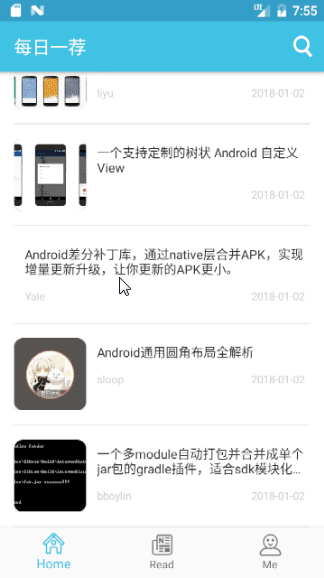 LTE
7:55
每日一荐
liyu
2018-01-02
一个支持定制的树状 Android 自定义
View
2018-01-02
Android差分补丁库，通过native层合并APK，实现
增量更新升级，让你更新的APK更小。
Yale
2018-01-02
Android通用圆角布局全解析
sloop
2018-01-02
一个多module自动打包并合并成单个
jar包的gradle插件，适合sdk模块化...
bboylin
2018-01-02
Home
Read
Me